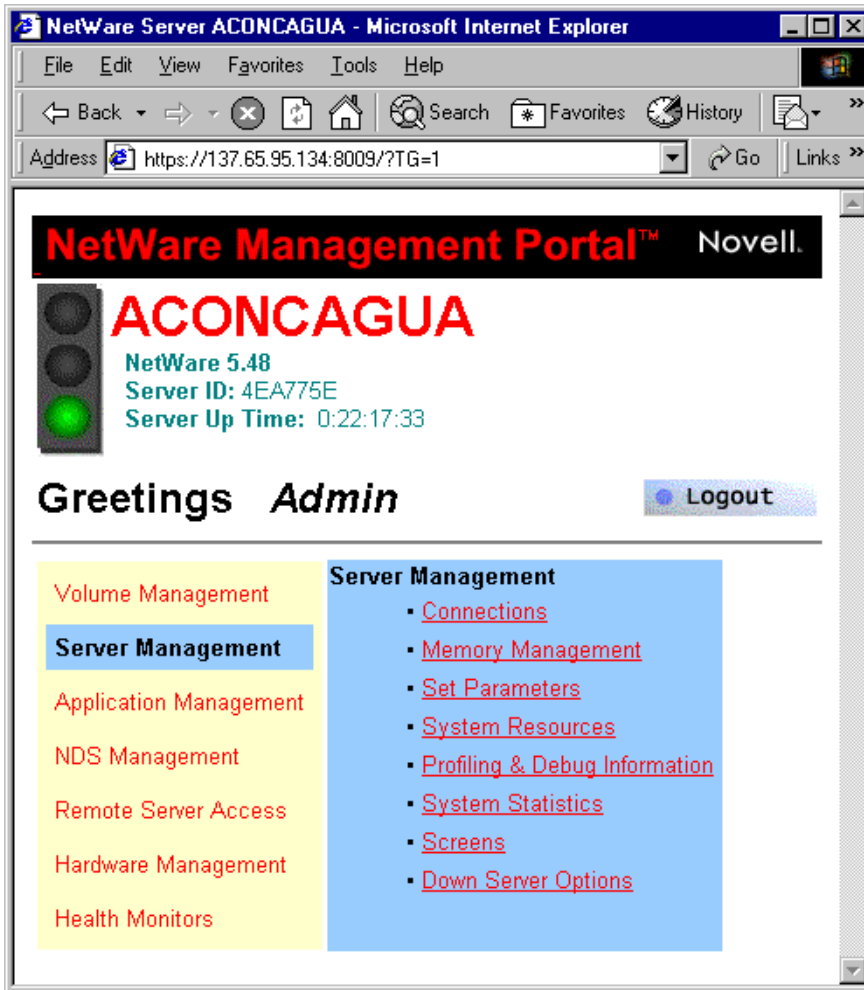 NetWare Server ACONCAGUA - Microsoft Internet Explorer
File Edit View Favorites Tools Help
Back Search Favorites History »
Address https://137.65.95.134:8009/?TG=1 Go Links »
NetWare Management Portal™ Novell.
ACONCAGUA
NetWare 5.48
Server ID: 4EA775E
Server Up Time: 0:22:17:33
Greetings Admin Logout
Volume Management
Server Management
Application Management
NDS Management
Remote Server Access
Hardware Management
Health Monitors
Server Management
▪ Connections
▪ Memory Management
▪ Set Parameters
▪ System Resources
▪ Profiling & Debug Information
▪ System Statistics
▪ Screens
▪ Down Server Options